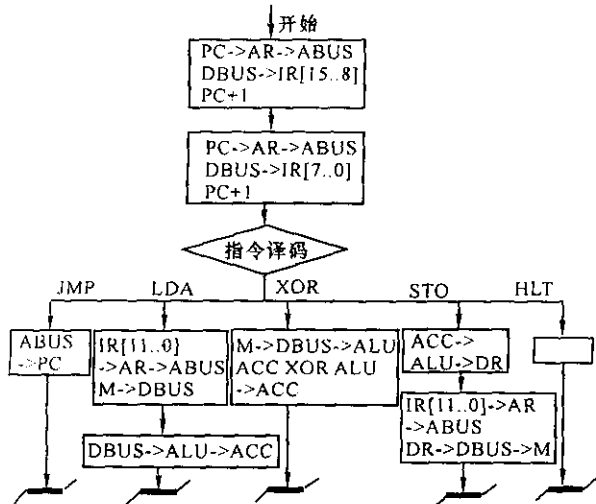 开始
PC->AR->ABUS
DBUS->IR[15..8]
PC+1
PC->AR->ABUS
DBUS->IR[7..0]
PC+1
指令译码
JMP
LDA
XOR
STO
HLT
ABUS
->PC
IR[11..0]
->AR->ABUS
M->DBUS
DBUS->ALU->ACC
M->DBUS->ALU
ACC XOR ALU
->ACC
ACC->
ALU->DR
IR[11..0]->AR
->ABUS
DR->DBUS->M